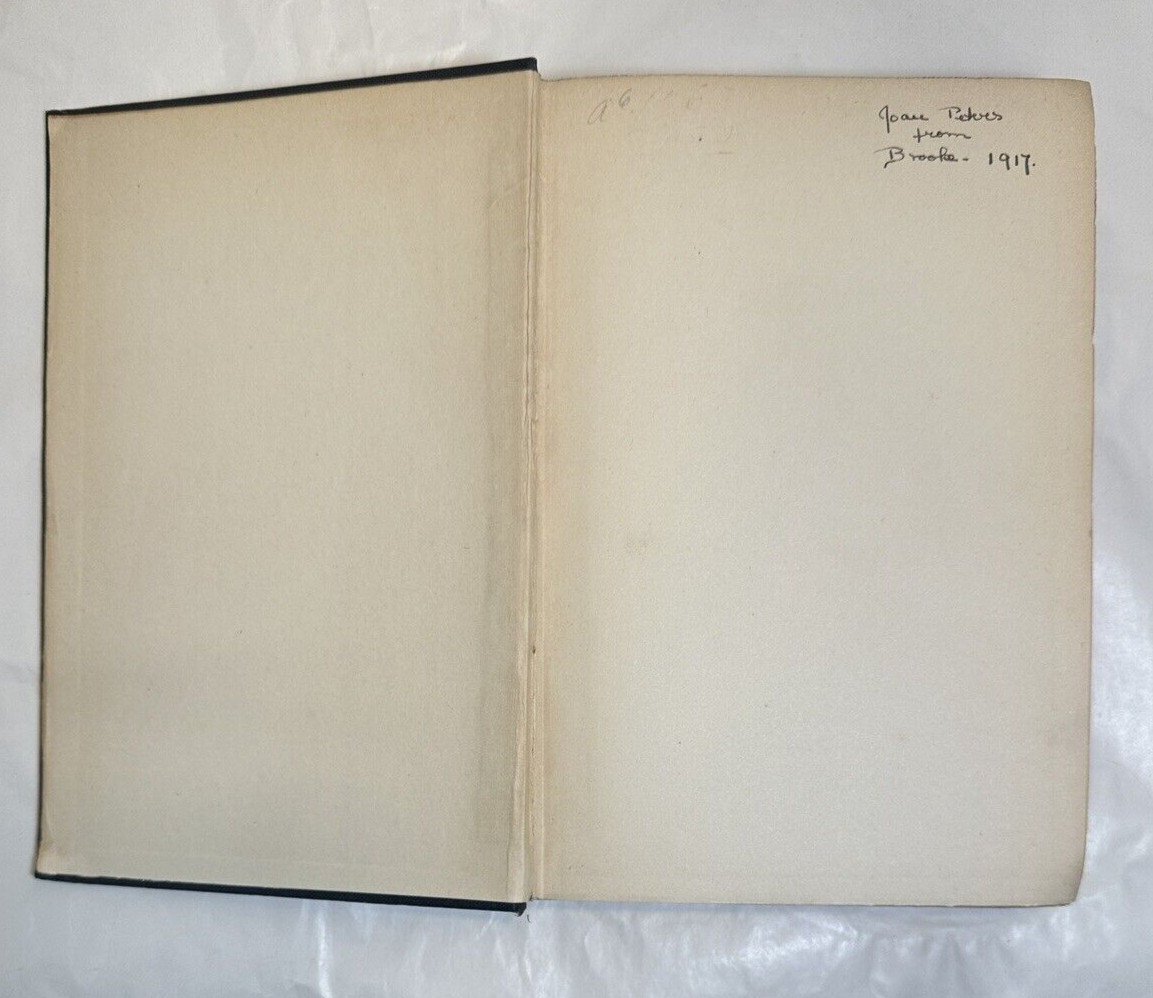 Joan Peters
from
Brooke - 1917.